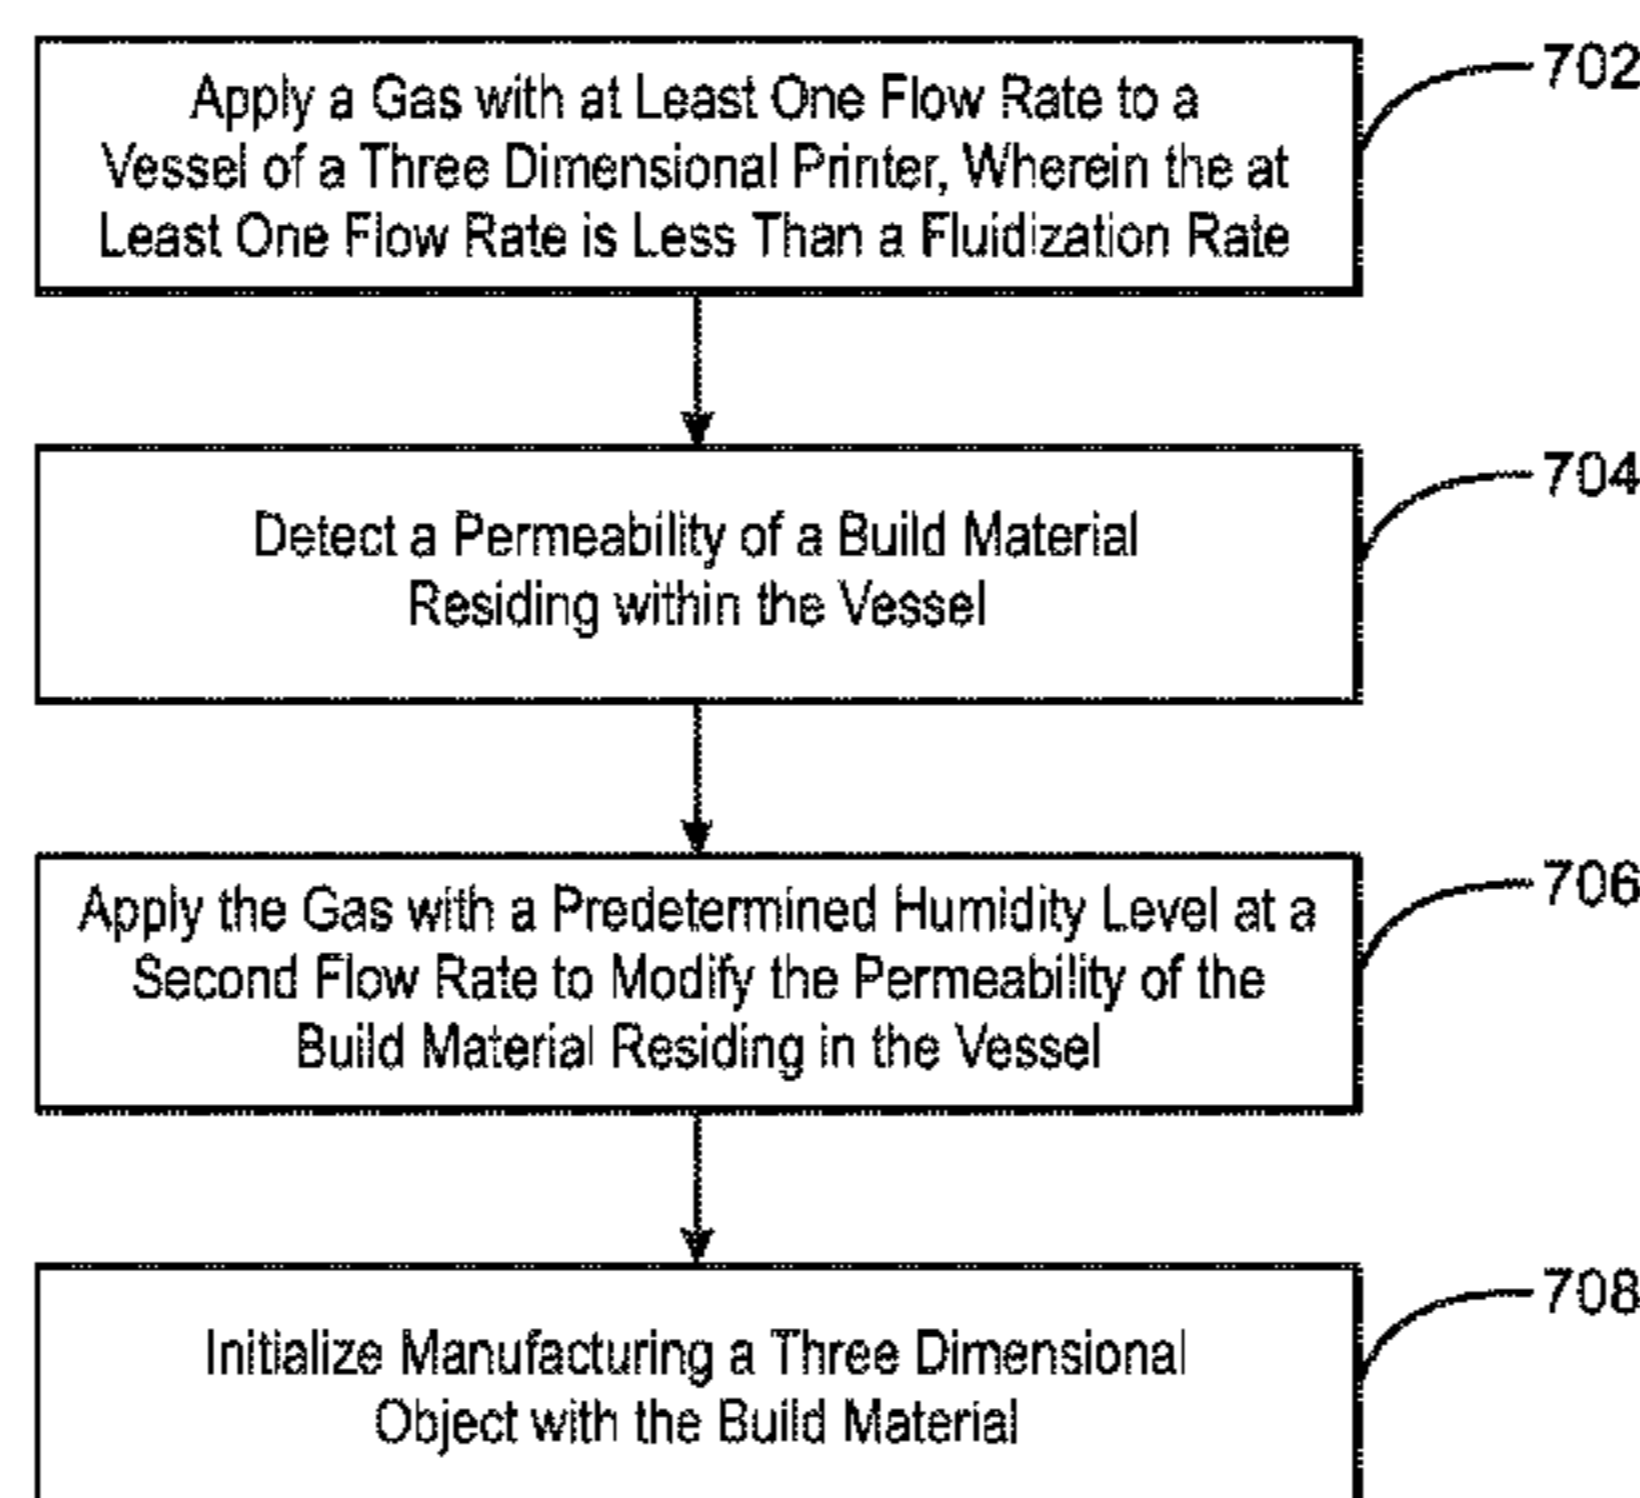 Apply a Gas with at Least One Flow Rate to a
Vessel of a Three Dimensional Printer, Wherein the at
Least One Flow Rate is Less Than a Fluidization Rate
702
Detect a Permeability of a Build Material
Residing within the Vessel
704
Apply the Gas with a Predetermined Humidity Level at a
Second Flow Rate to Modify the Permeability of the
Build Material Residing in the Vessel
706
Initialize Manufacturing a Three Dimensional
Object with the Build Material
708